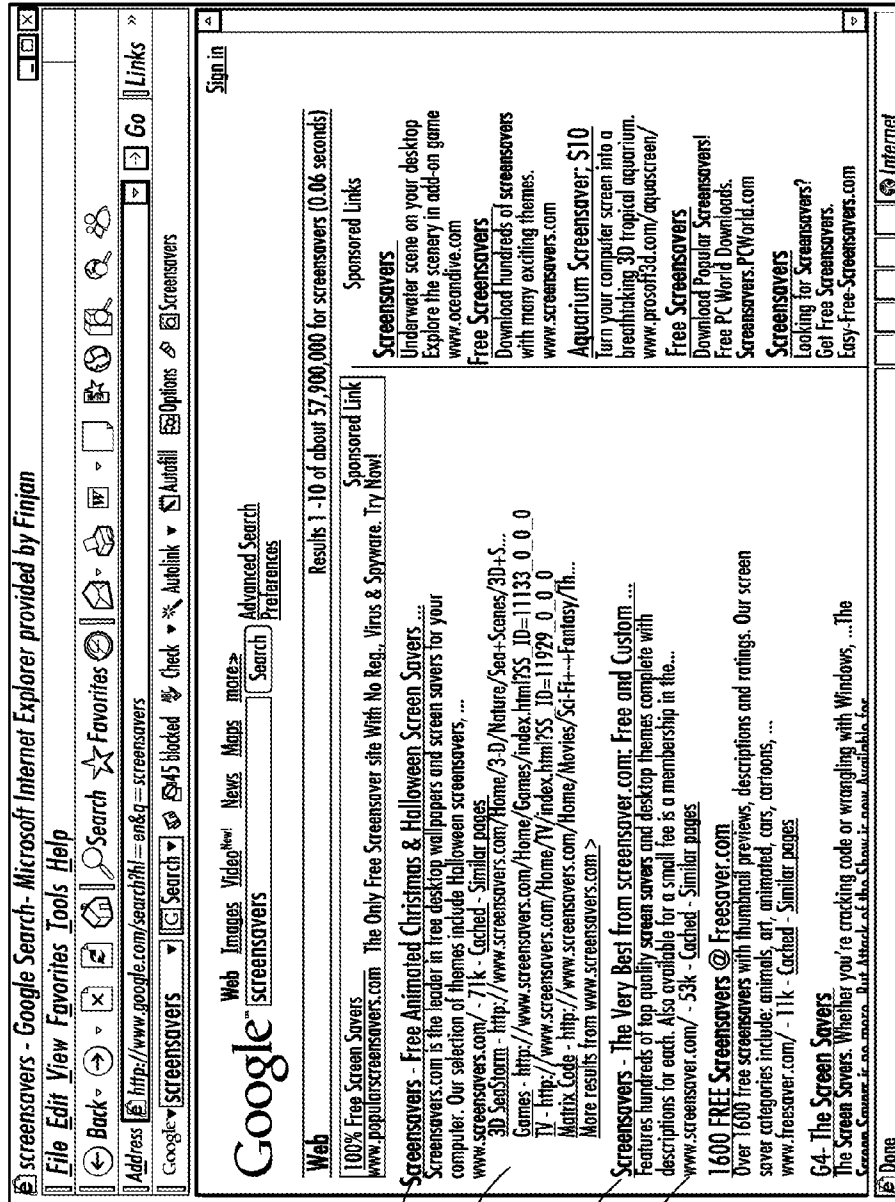 screensavers - Google Search- Microsoft Internet Explorer provided by Finjan
File Edit View Favorites Tools Help
Back Search Favorites
Address http://www.google.com/search?hl=en&q=screensavers Go Links »
Google screensavers G Search 45 blocked Check Autolink Autofill Options Screensavers
Sign in
Google™
Web Images Video New! News Maps more»
screensavers Search Advanced Search
Preferences
Web Results 1 -10 of about 57,900,000 for screensavers (0.06 seconds)
100% Free Screen Savers Sponsored Link
www.popularscreensavers.com The Only Free Screensaver site With No Reg., Virus & Spyware. Try Now!
Screensavers - Free Animated Christmas & Halloween Screen Savers ...
Screensavers.com is the leader in free desktop wallpapers and screen savers for your
computer. Our selection of themes include Halloween screensavers, ...
www.screensavers.com/ - 71k - Cached - Similar pages
3D SeaStorm - http://www.screensavers.com/Home/3-D/Nature/Sea+Scenes/3D+S...
Games - http://www.screensavers.com/Home/Games/index.html?SS_ID=11133_0_0_0
TV - http://www.screensavers.com/Home/TV/index.html?SS_ID=11929_0_0_0
Matrix Code - http://www.screensavers.com/Home/Movies/Sci-Fi+-+Fantasy/Th...
More results from www.screensavers.com >
Screensavers - The Very Best from screensaver.com: Free and Custom ...
Features hundreds of top quality screen savers and desktop themes complete with
descriptions for each. Also available for a small fee is a membership in the...
www.screensaver.com/ - 53k - Cached - Similar pages
1600 FREE Screensavers @ Freesaver.com
Over 1600 free screensavers with thumbnail previews, descriptions and ratings. Our screen
saver categories include: animals, art, animated, cars, cartoons, ...
www.freesaver.com/ - 11k - Cached - Similar pages
G4- The Screen Savers
The Screen Savers. Whether you're cracking code or wrangling with Windows, ...The
Screen Savers is no more. But Attack of the Show is now Available for
Sponsored Links
Screensavers
Underwater scene on your desktop
Explore the scenery in add-on game
www.oceandive.com
Free Screensavers
Download hundreds of screensavers
with many exciting themes.
www.screensavers.com
Aquarium Screensaver; $10
Turn your computer screen into a
breathtaking 3D tropical aquarium.
www.prosoft3d.com/aquascreen/
Free Screensavers
Download Popular Screensavers!
Free PC World Downloads.
Screensavers.PCWorld.com
Screensavers
Looking for Screensavers?
Get Free Screensavers.
Easy-Free-Screensavers.com
Done Internet